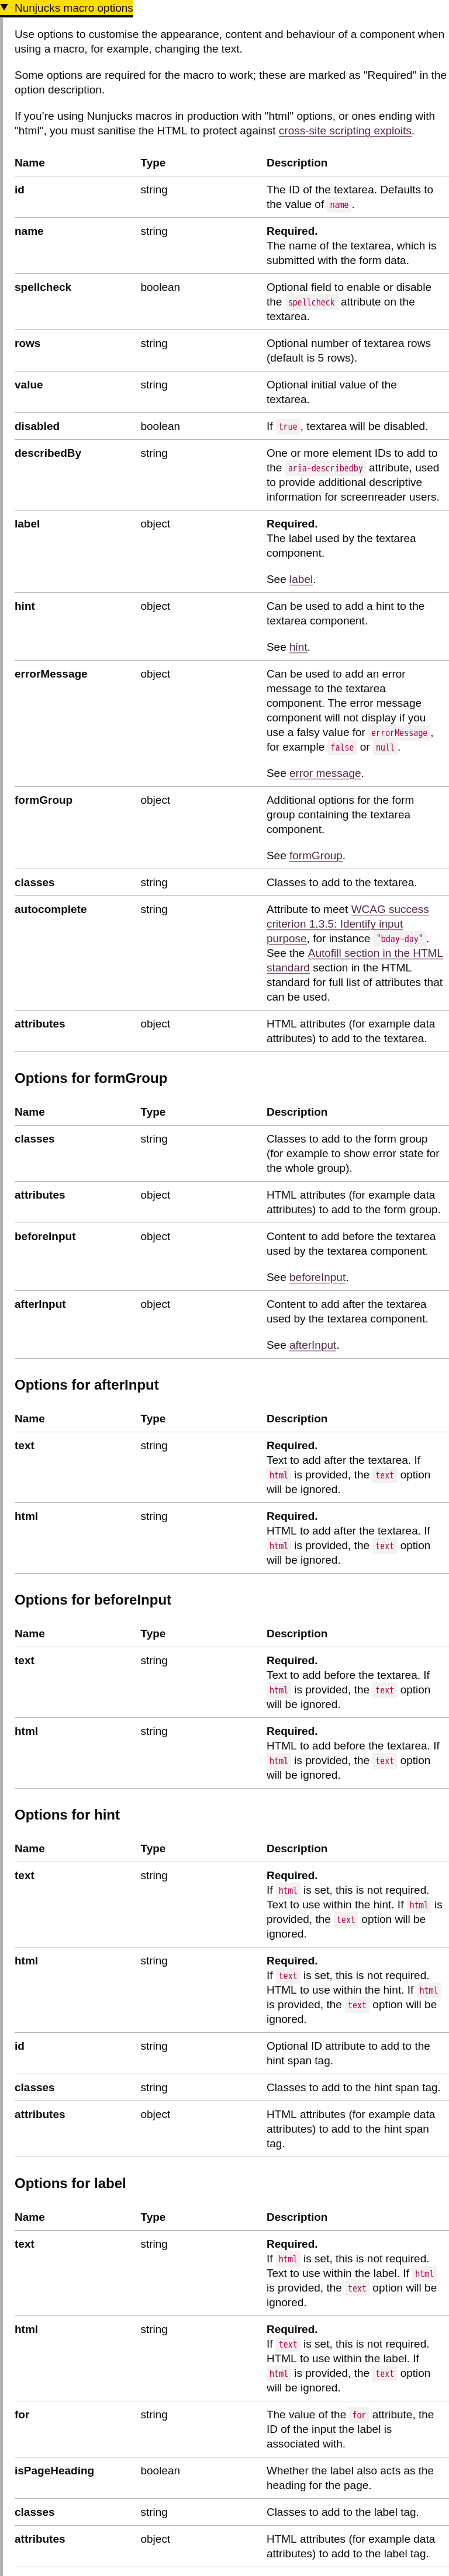 ▼ Nunjucks macro options
Use options to customise the appearance, content and behaviour of a component when
using a macro, for example, changing the text.
Some options are required for the macro to work; these are marked as "Required" in the
option description.
If you’re using Nunjucks macros in production with "html" options, or ones ending with
"html", you must sanitise the HTML to protect against cross-site scripting exploits.
Name Type Description
id string The ID of the textarea. Defaults to
the value of name .
name string Required.
The name of the textarea, which is
submitted with the form data.
spellcheck boolean Optional field to enable or disable
the spellcheck attribute on the
textarea.
rows string Optional number of textarea rows
(default is 5 rows).
value string Optional initial value of the
textarea.
disabled boolean If true , textarea will be disabled.
describedBy string One or more element IDs to add to
the aria-describedby attribute, used
to provide additional descriptive
information for screenreader users.
label object Required.
The label used by the textarea
component.
See label.
hint object Can be used to add a hint to the
textarea component.
See hint.
errorMessage object Can be used to add an error
message to the textarea
component. The error message
component will not display if you
use a falsy value for errorMessage ,
for example false or null .
See error message.
formGroup object Additional options for the form
group containing the textarea
component.
See formGroup.
classes string Classes to add to the textarea.
autocomplete string Attribute to meet WCAG success
criterion 1.3.5: Identify input
purpose, for instance "bday-day" .
See the Autofill section in the HTML
standard section in the HTML
standard for full list of attributes that
can be used.
attributes object HTML attributes (for example data
attributes) to add to the textarea.
Options for formGroup
Name Type Description
classes string Classes to add to the form group
(for example to show error state for
the whole group).
attributes object HTML attributes (for example data
attributes) to add to the form group.
beforeInput object Content to add before the textarea
used by the textarea component.
See beforeInput.
afterInput object Content to add after the textarea
used by the textarea component.
See afterInput.
Options for afterInput
Name Type Description
text string Required.
Text to add after the textarea. If
html is provided, the text option
will be ignored.
html string Required.
HTML to add after the textarea. If
html is provided, the text option
will be ignored.
Options for beforeInput
Name Type Description
text string Required.
Text to add before the textarea. If
html is provided, the text option
will be ignored.
html string Required.
HTML to add before the textarea. If
html is provided, the text option
will be ignored.
Options for hint
Name Type Description
text string Required.
If html is set, this is not required.
Text to use within the hint. If html is
provided, the text option will be
ignored.
html string Required.
If text is set, this is not required.
HTML to use within the hint. If html
is provided, the text option will be
ignored.
id string Optional ID attribute to add to the
hint span tag.
classes string Classes to add to the hint span tag.
attributes object HTML attributes (for example data
attributes) to add to the hint span
tag.
Options for label
Name Type Description
text string Required.
If html is set, this is not required.
Text to use within the label. If html
is provided, the text option will be
ignored.
html string Required.
If text is set, this is not required.
HTML to use within the label. If
html is provided, the text option
will be ignored.
for string The value of the for attribute, the
ID of the input the label is
associated with.
isPageHeading boolean Whether the label also acts as the
heading for the page.
classes string Classes to add to the label tag.
attributes object HTML attributes (for example data
attributes) to add to the label tag.